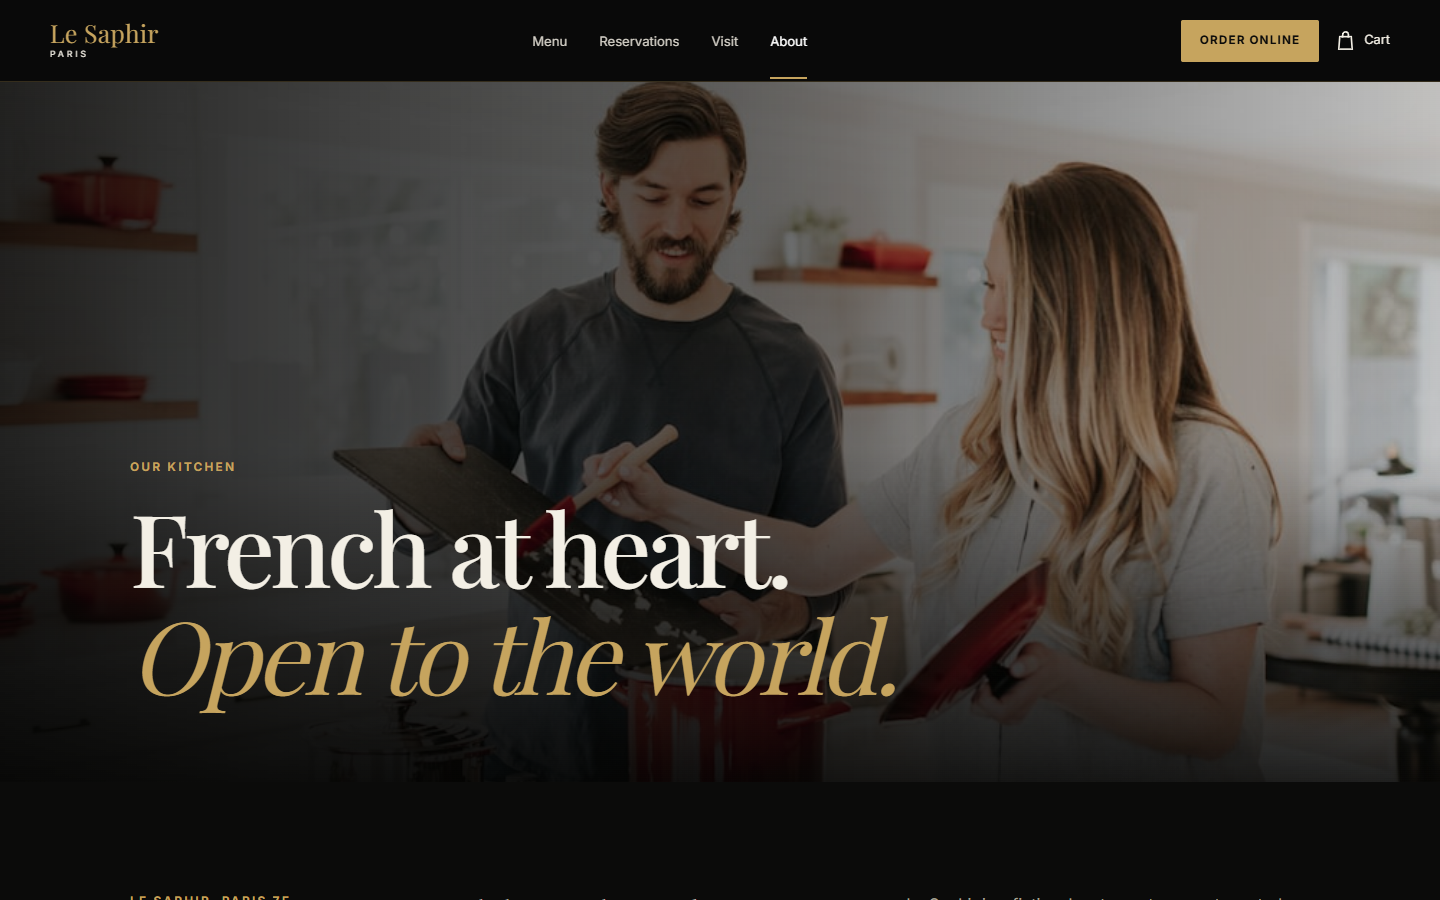 Le Saphir
PARIS
Menu
Reservations
Visit
About
ORDER ONLINE
Cart
OUR KITCHEN
French at heart.
Open to the world.